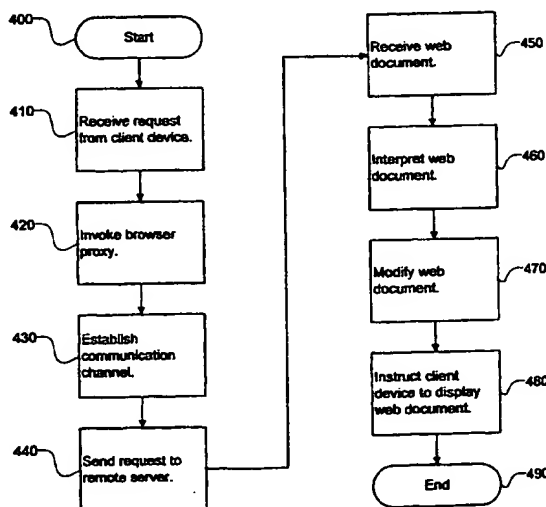 400
Start
410
Receive request
from client device.
420
Invoke browser
proxy.
430
Establish
communication
channel.
440
Send request to
remote server.
Receive web
document.
450
Interpret web
document.
460
Modify web
document.
470
Instruct client
device to display
web document.
480
End
490